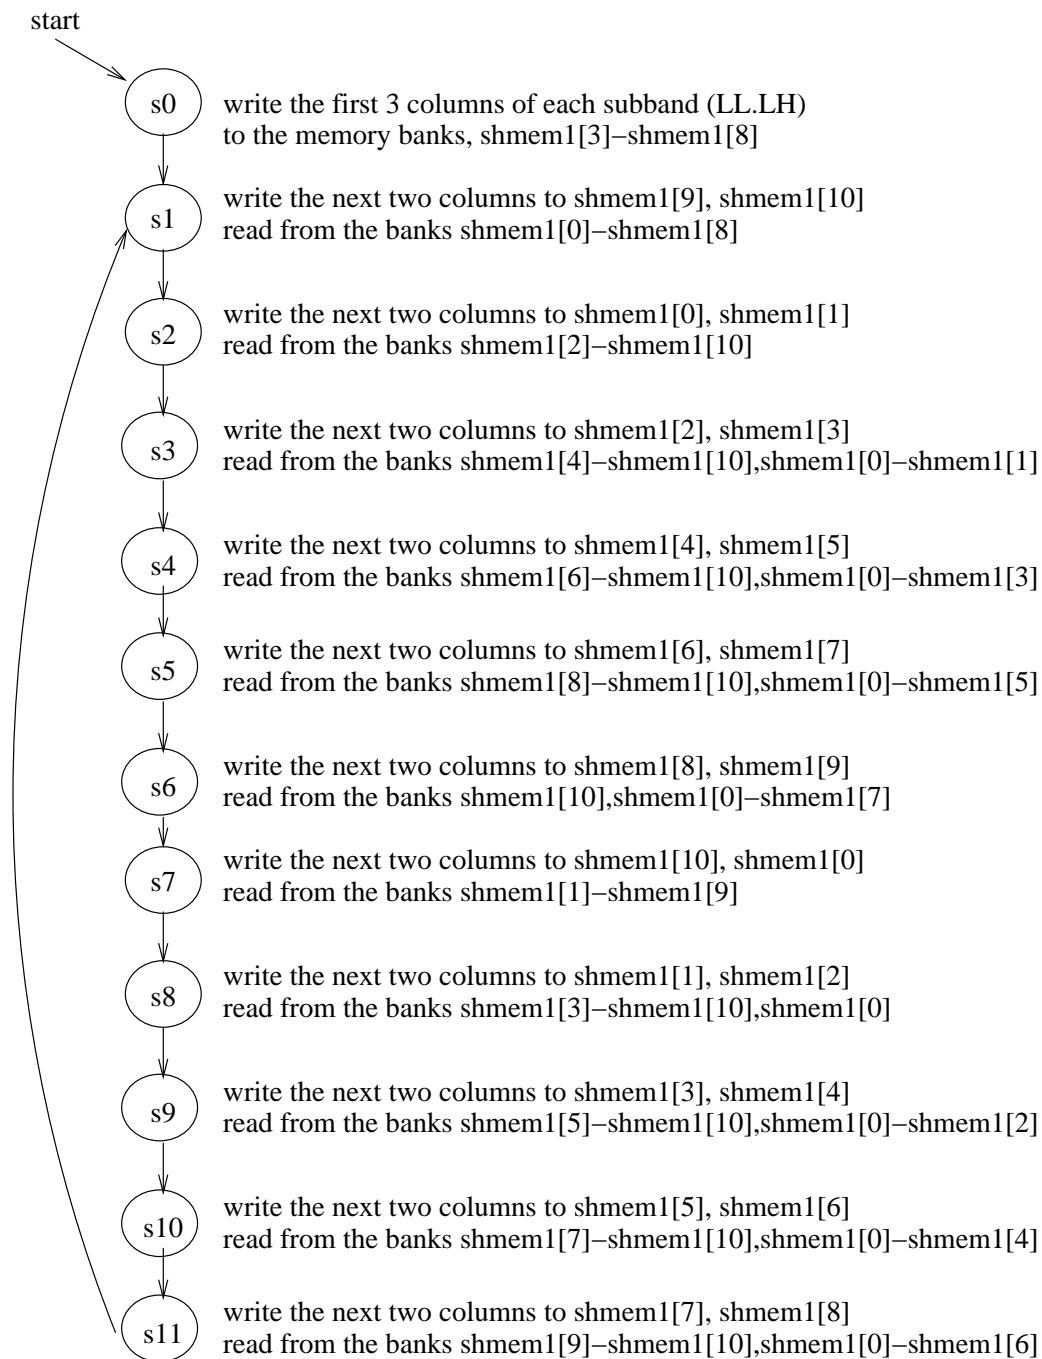 start
s0
write the first 3 columns of each subband (LL.LH)
to the memory banks, shmem1[3]−shmem1[8]
s1
write the next two columns to shmem1[9], shmem1[10]
read from the banks shmem1[0]−shmem1[8]
s2
write the next two columns to shmem1[0], shmem1[1]
read from the banks shmem1[2]−shmem1[10]
s3
write the next two columns to shmem1[2], shmem1[3]
read from the banks shmem1[4]−shmem1[10],shmem1[0]−shmem1[1]
s4
write the next two columns to shmem1[4], shmem1[5]
read from the banks shmem1[6]−shmem1[10],shmem1[0]−shmem1[3]
s5
write the next two columns to shmem1[6], shmem1[7]
read from the banks shmem1[8]−shmem1[10],shmem1[0]−shmem1[5]
s6
write the next two columns to shmem1[8], shmem1[9]
read from the banks shmem1[10],shmem1[0]−shmem1[7]
s7
write the next two columns to shmem1[10], shmem1[0]
read from the banks shmem1[1]−shmem1[9]
s8
write the next two columns to shmem1[1], shmem1[2]
read from the banks shmem1[3]−shmem1[10],shmem1[0]
s9
write the next two columns to shmem1[3], shmem1[4]
read from the banks shmem1[5]−shmem1[10],shmem1[0]−shmem1[2]
s10
write the next two columns to shmem1[5], shmem1[6]
read from the banks shmem1[7]−shmem1[10],shmem1[0]−shmem1[4]
s11
write the next two columns to shmem1[7], shmem1[8]
read from the banks shmem1[9]−shmem1[10],shmem1[0]−shmem1[6]